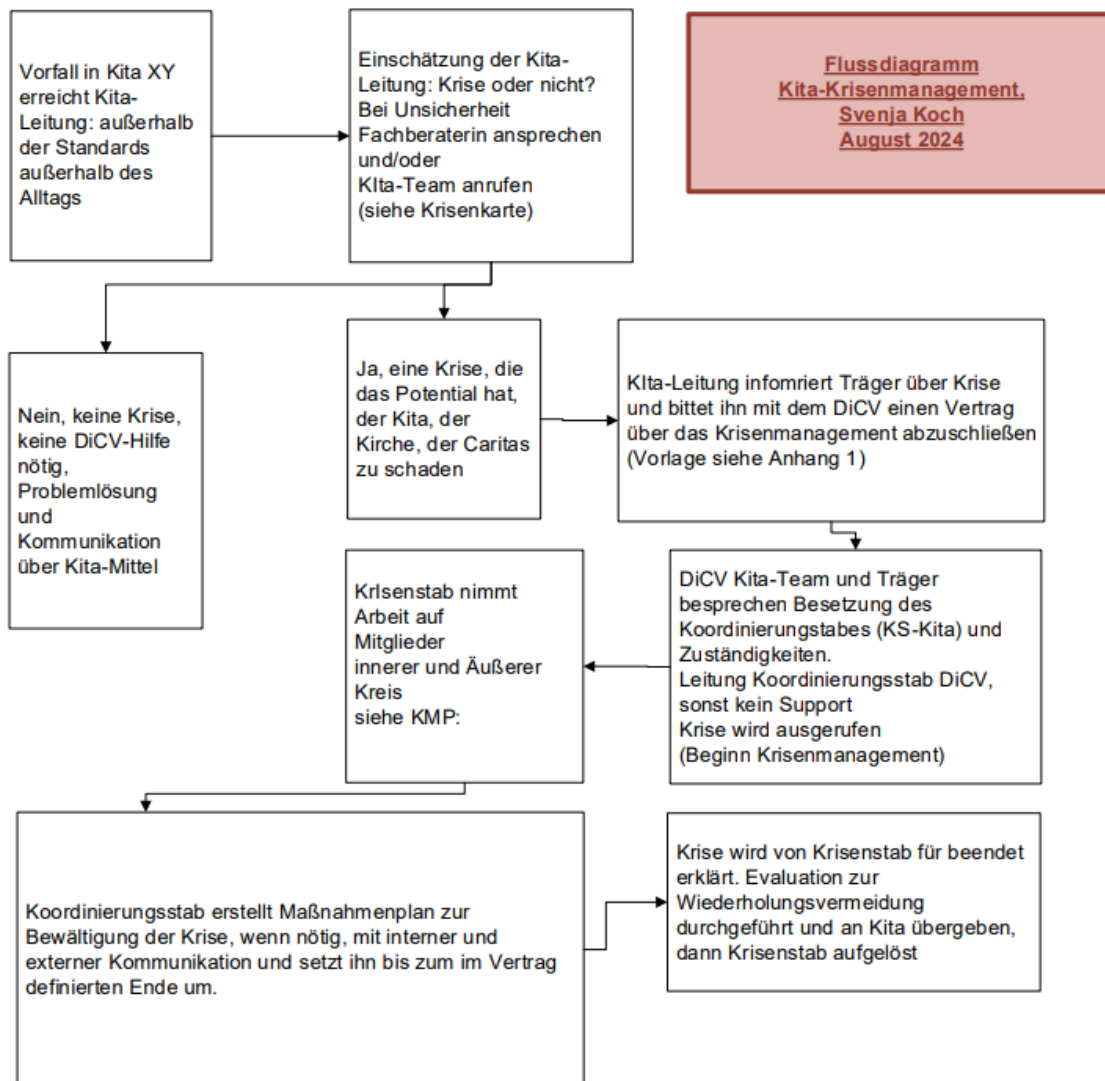 Vorfall in Kita XY
erreicht Kita-
Leitung: außerhalb
der Standards
außerhalb des
Alltags
Einschätzung der Kita-
Leitung: Krise oder nicht?
Bei Unsicherheit
Fachberaterin ansprechen
und/oder
KIta-Team anrufen
(siehe Krisenkarte)
Flussdiagramm
Kita-Krisenmanagement,
Svenja Koch
August 2024
Nein, keine Krise,
keine DiCV-Hilfe
nötig,
Problemlösung
und
Kommunikation
über Kita-Mittel
Ja, eine Krise, die
das Potential hat,
der Kita, der
Kirche, der Caritas
zu schaden
KIta-Leitung infomriert Träger über Krise
und bittet ihn mit dem DiCV einen Vertrag
über das Krisenmanagement abzuschließen
(Vorlage siehe Anhang 1)
DiCV Kita-Team und Träger
besprechen Besetzung des
Koordinierungstabes (KS-Kita) und
Zuständigkeiten.
Leitung Koordinierungsstab DiCV,
sonst kein Support
Krise wird ausgerufen
(Beginn Krisenmanagement)
KrIsenstab nimmt
Arbeit auf
Mitglieder
innerer und Äußerer
Kreis
siehe KMP:
Koordinierungsstab erstellt Maßnahmenplan zur
Bewältigung der Krise, wenn nötig, mit interner und
externer Kommunikation und setzt ihn bis zum im Vertrag
definierten Ende um.
Krise wird von Krisenstab für beendet
erklärt. Evaluation zur
Wiederholungsvermeidung
durchgeführt und an Kita übergeben,
dann Krisenstab aufgelöst